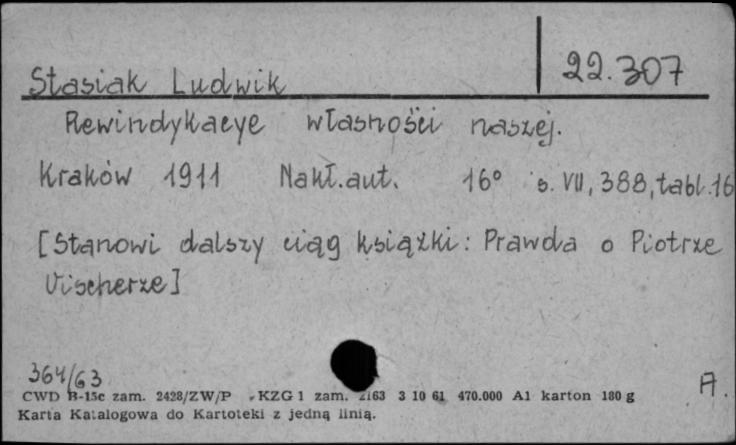 Stasiak Ludwik
22.307
Rewindykacye własności naszej.
Kraków 1911 Nakł. aut. 16° s. VII, 388, tabl. 16
[Stanowi dalszy ciąg książki: Prawda o Piotrze
Vischerze]
364/63
CWD B-15c zam. 2428/ZW/P KZG 1 zam. 2163 3 10 61 470.000 A1 karton 180 g
A.
Karta Katalogowa do Kartoteki z jedną linią.